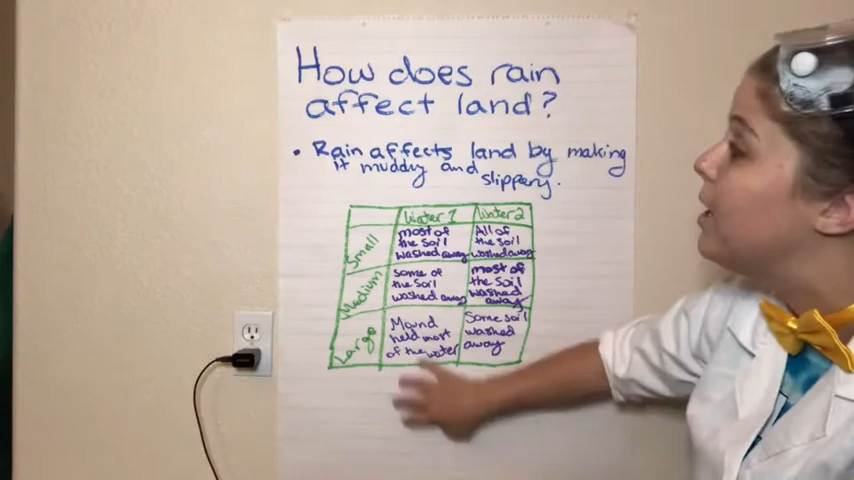 How does rain
affect land?
• Rain affects land by making
it muddy and
slippery.
Water 1 Water 2
Small
most of
the soil
washed away
All of
the soil
washed away
Medium
some of
the soil
washed away
most of
the soil
washed
away
Large
Mound
held most
of the water
Some soil
washed
away